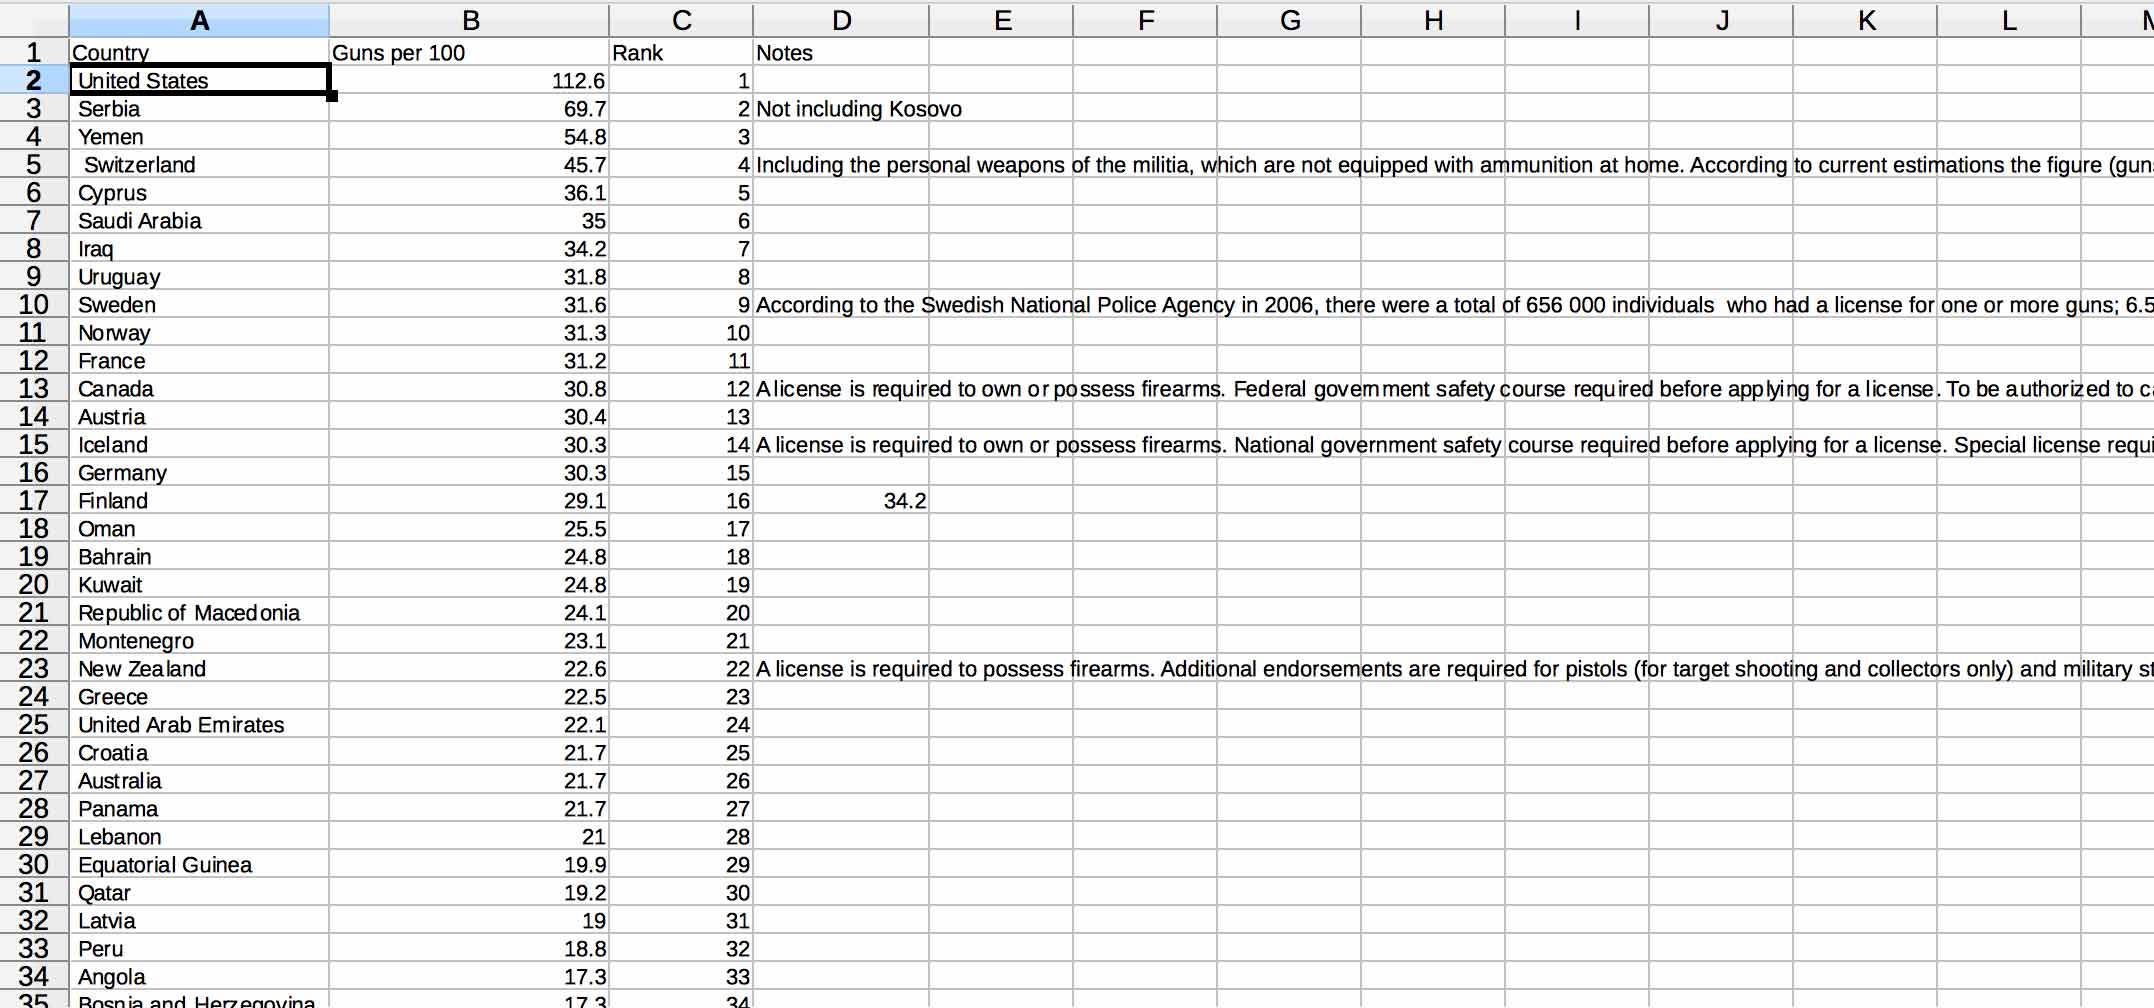 A B C D E F G H I J K L
1 Country Guns per 100 Rank Notes
2 United States 112.6 1
3 Serbia 69.7 2 Not including Kosovo
4 Yemen 54.8 3
5 Switzerland 45.7 4 Including the personal weapons of the militia, which are not equipped with ammunition at home. According to current estimations the figure (gun
6 Cyprus 36.1 5
7 Saudi Arabia 35 6
8 Iraq 34.2 7
9 Uruguay 31.8 8
10 Sweden 31.6 9 According to the Swedish National Police Agency in 2006, there were a total of 656 000 individuals who had a license for one or more guns; 6.5
11 Norway 31.3 10
12 France 31.2 11
13 Canada 30.8 12 A license is required to own or possess firearms. Federal government safety course required before applying for a license. To be authorized to
14 Austria 30.4 13
15 Iceland 30.3 14 A license is required to own or possess firearms. National government safety course required before applying for a license. Special license requi
16 Germany 30.3 15
17 Finland 29.1 16 34.2
18 Oman 25.5 17
19 Bahrain 24.8 18
20 Kuwait 24.8 19
21 Republic of Macedonia 24.1 20
22 Montenegro 23.1 21
23 New Zealand 22.6 22 A license is required to possess firearms. Additional endorsements are required for pistols (for target shooting and collectors only) and military
24 Greece 22.5 23
25 United Arab Emirates 22.1 24
26 Croatia 21.7 25
27 Australia 21.7 26
28 Panama 21.7 27
29 Lebanon 21 28
30 Equatorial Guinea 19.9 29
31 Qatar 19.2 30
32 Latvia 19 31
33 Peru 18.8 32
34 Angola 17.3 33
35 Bosnia and Herzegovina 17.3 34